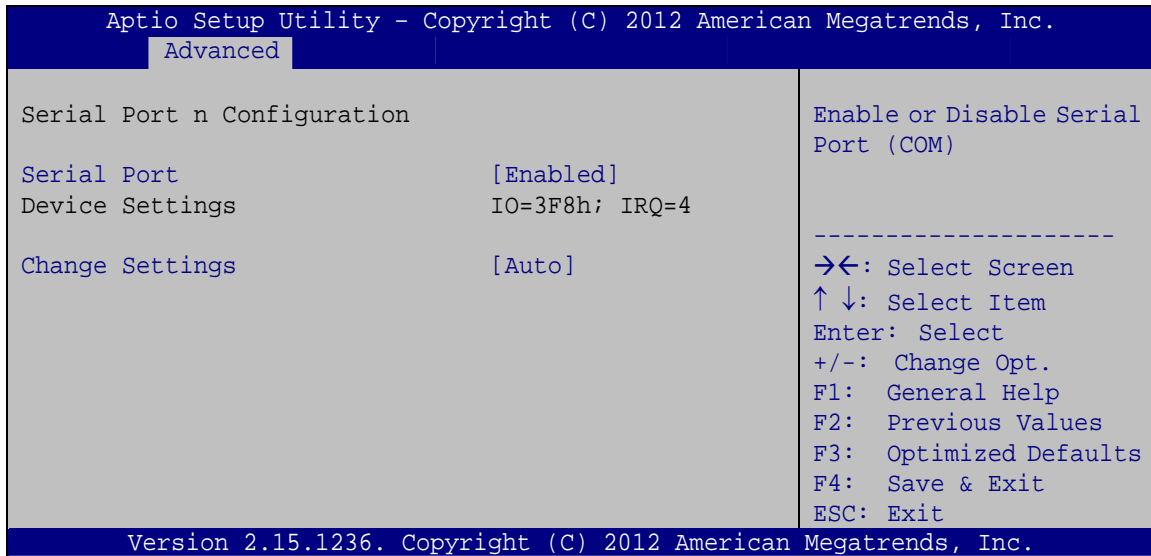 Aptio Setup Utility – Copyright (C) 2012 American Megatrends, Inc.
Advanced
Serial Port n Configuration
Serial Port [Enabled]
Device Settings IO=3F8h; IRQ=4
Change Settings [Auto]
Enable or Disable Serial
Port (COM)
---------------------
→←: Select Screen
↑ ↓: Select Item
Enter: Select
+/-: Change Opt.
F1: General Help
F2: Previous Values
F3: Optimized Defaults
F4: Save & Exit
ESC: Exit
Version 2.15.1236. Copyright (C) 2012 American Megatrends, Inc.